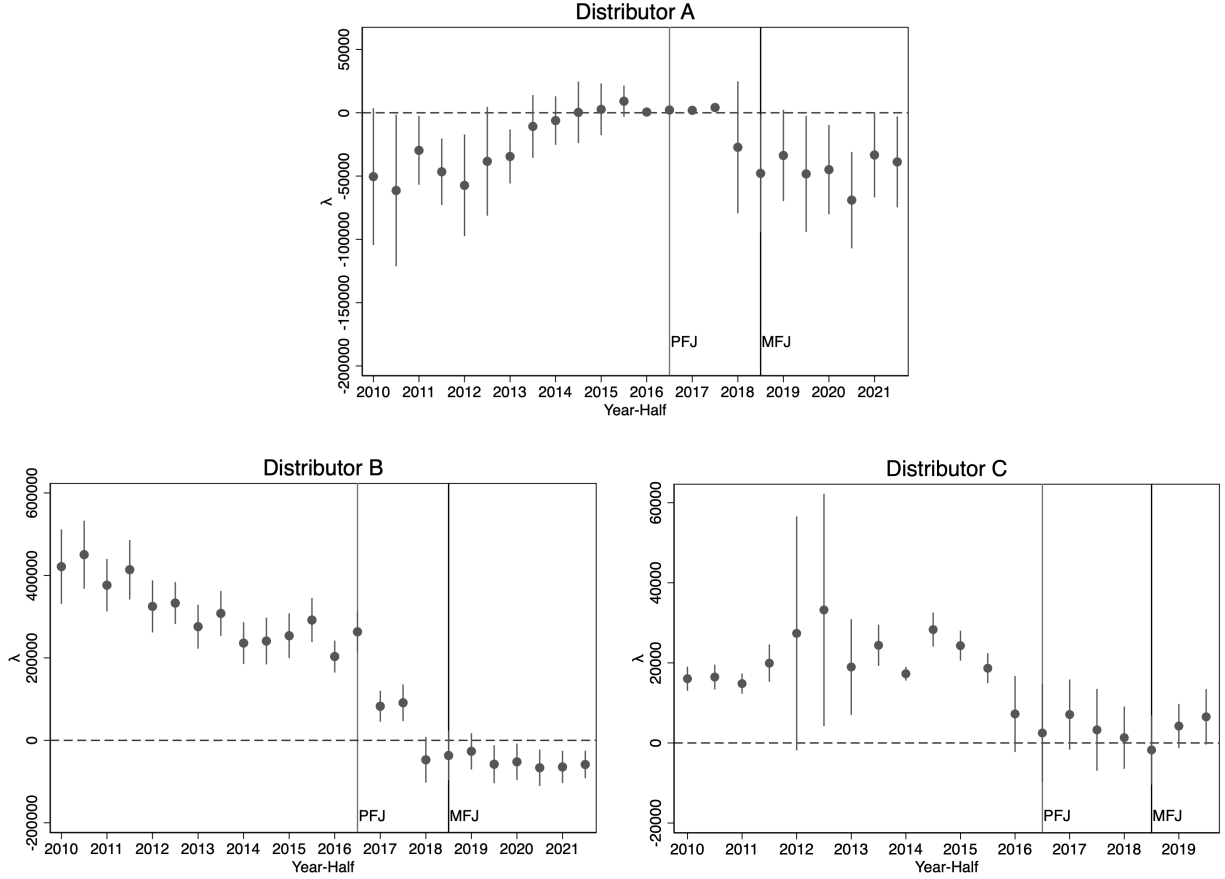 Distributor A
50000
0
-50000
-100000
-150000
-200000
λ
PFJ
MFJ
2010 2011 2012 2013 2014 2015 2016 2017 2018 2019 2020 2021
Year-Half
Distributor B
600000
400000
200000
0
-200000
λ
PFJ
MFJ
2010 2011 2012 2013 2014 2015 2016 2017 2018 2019 2020 2021
Year-Half
Distributor C
60000
40000
20000
0
-20000
λ
PFJ
MFJ
2010 2011 2012 2013 2014 2015 2016 2017 2018 2019
Year-Half